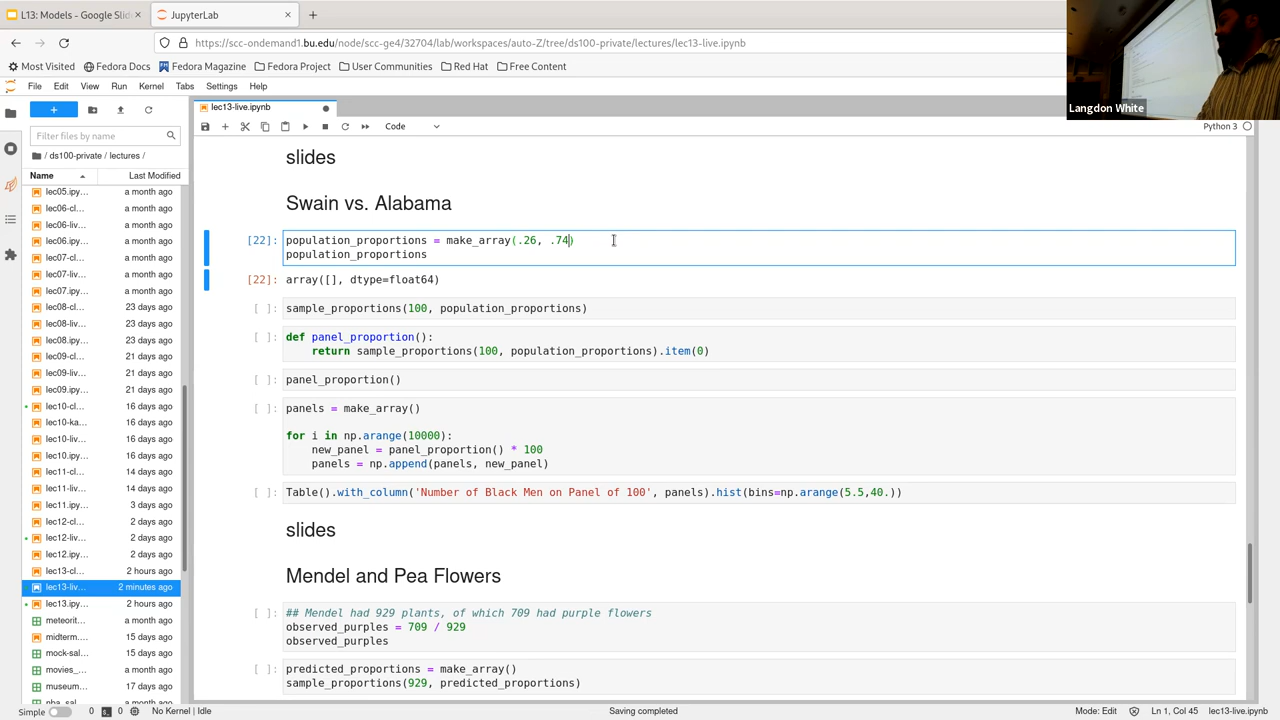 L13: Models - Google Slid
JupyterLab
https://scc-ondemand1.bu.edu/node/scc-ge4/32704/lab/workspaces/auto-Z/tree/ds100-private/lectures/lec13-live.ipynb
Most Visited
Fedora Docs
Fedora Magazine
Fedora Project
User Communities
Red Hat
Free Content
Langdon White
File Edit View Run Kernel Tabs Settings Help
lec13-live.ipynb
Filter files by name
Code
Python 3
/ ds100-private / lectures /
Name Last Modified
lec05.ipy... a month ago
lec06-cl... a month ago
lec06-liv... a month ago
lec06.ipy... a month ago
lec07-cl... a month ago
lec07-liv... a month ago
lec07.ipy... a month ago
lec08-cl... 23 days ago
lec08-liv... 23 days ago
lec08.ipy... 23 days ago
lec09-cl... 21 days ago
lec09-liv... 21 days ago
lec09.ipy... 21 days ago
lec10-cl... 16 days ago
lec10-ka... 16 days ago
lec10-liv... 16 days ago
lec10.ipy... 16 days ago
lec11-cl... 14 days ago
lec11-liv... 14 days ago
lec11.ipy... 3 days ago
lec12-cl... 2 days ago
lec12-liv... 2 days ago
lec12.ipy... 2 days ago
lec13-cl... 2 hours ago
lec13-liv... 2 minutes ago
lec13.ipy... 2 hours ago
meteorit... a month ago
midterm.... 15 days ago
mock-sal... 15 days ago
movies_... a month ago
museum... 17 days ago
nba_sal... a month ago
slides
Swain vs. Alabama
[22]: population_proportions = make_array(.26, .74)
population_proportions
[22]: array([], dtype=float64)
[ ]: sample_proportions(100, population_proportions)
[ ]: def panel_proportion():
return sample_proportions(100, population_proportions).item(0)
[ ]: panel_proportion()
[ ]: panels = make_array()
for i in np.arange(10000):
new_panel = panel_proportion() * 100
panels = np.append(panels, new_panel)
[ ]: Table().with_column('Number of Black Men on Panel of 100', panels).hist(bins=np.arange(5.5,40.))
slides
Mendel and Pea Flowers
[ ]: ## Mendel had 929 plants, of which 709 had purple flowers
observed_purples = 709 / 929
observed_purples
[ ]: predicted_proportions = make_array()
sample_proportions(929, predicted_proportions)
Simple 0 0 No Kernel | Idle
Saving completed
Mode: Edit Ln 1, Col 45 lec13-live.ipynb